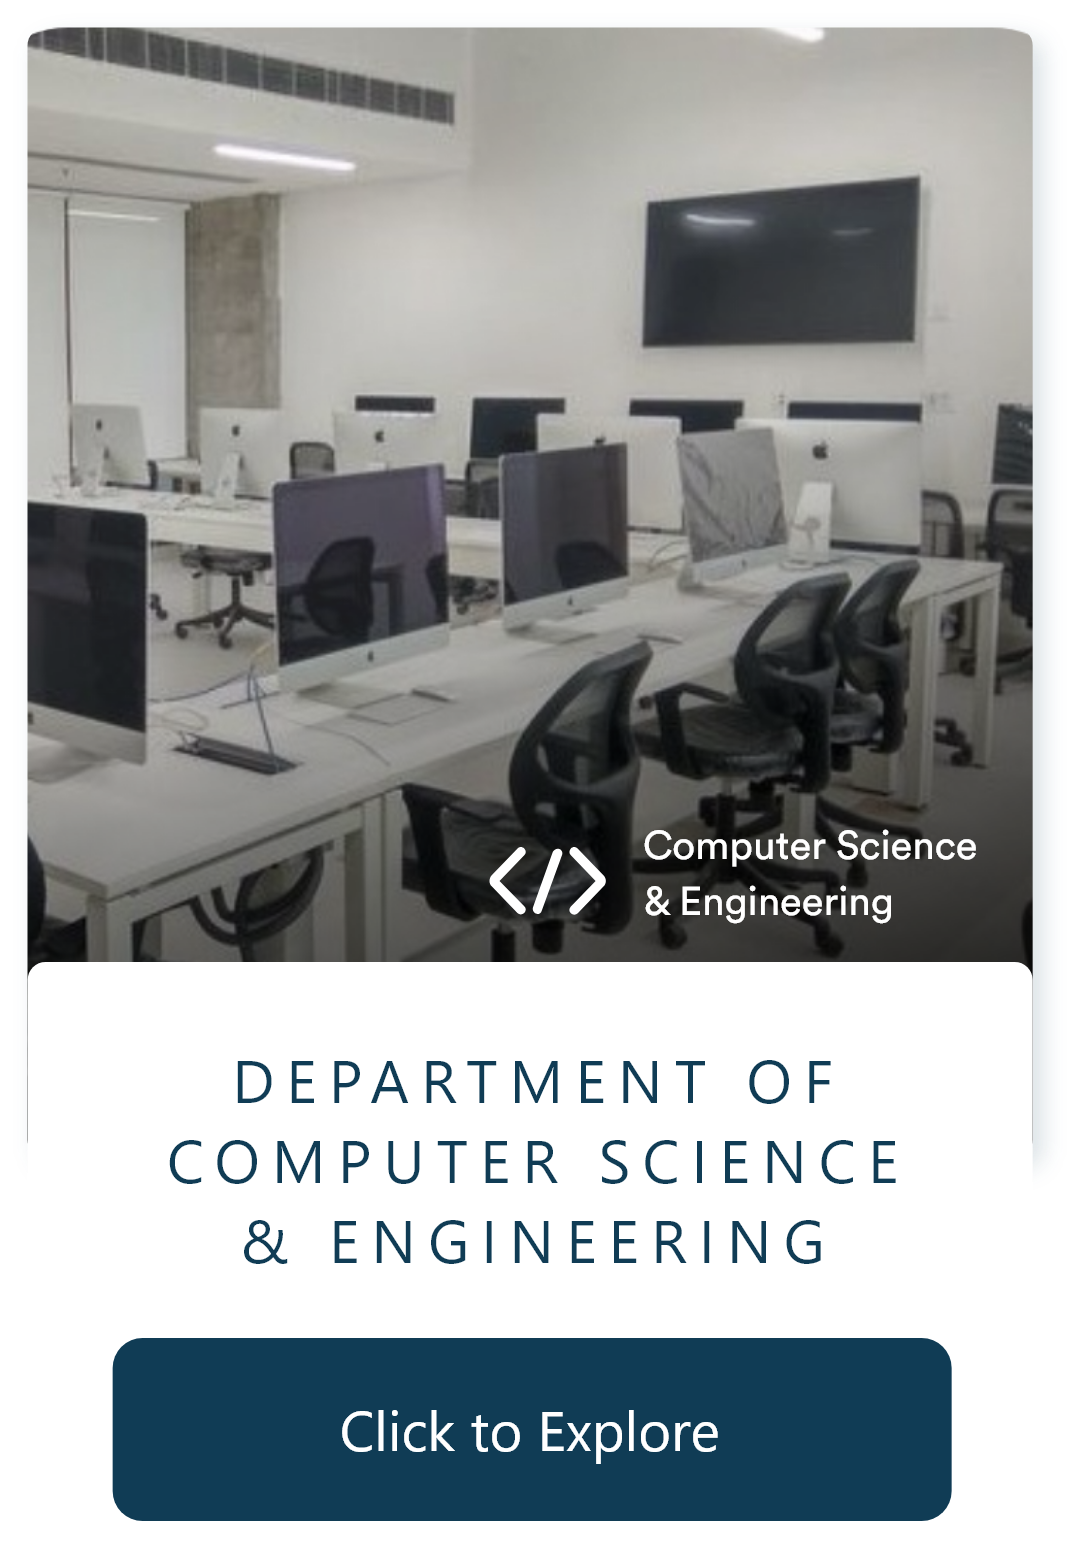 </>
Computer Science
& Engineering
DEPARTMENT OF
COMPUTER SCIENCE
& ENGINEERING
Click to Explore